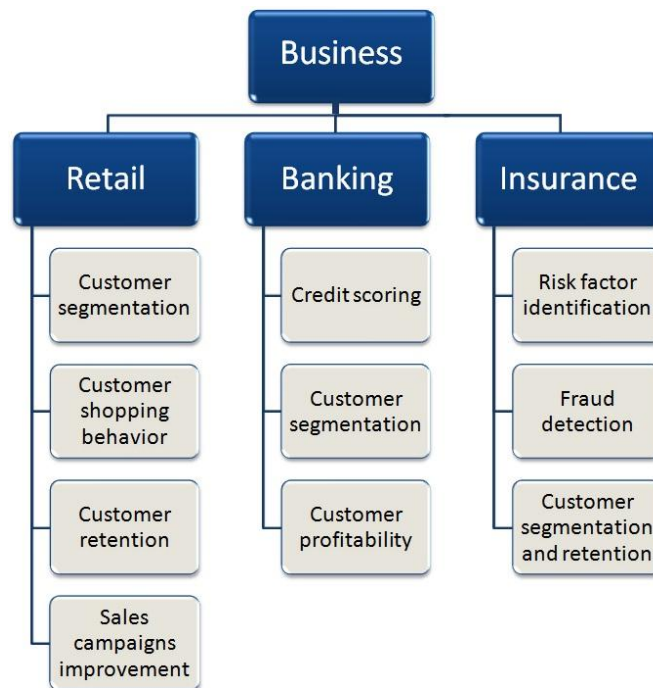 Business
Retail
Banking
Insurance
Customer
segmentation
Customer
shopping
behavior
Customer
retention
Sales
campaigns
improvement
Credit scoring
Customer
segmentation
Customer
profitability
Risk factor
identification
Fraud
detection
Customer
segmentation
and retention